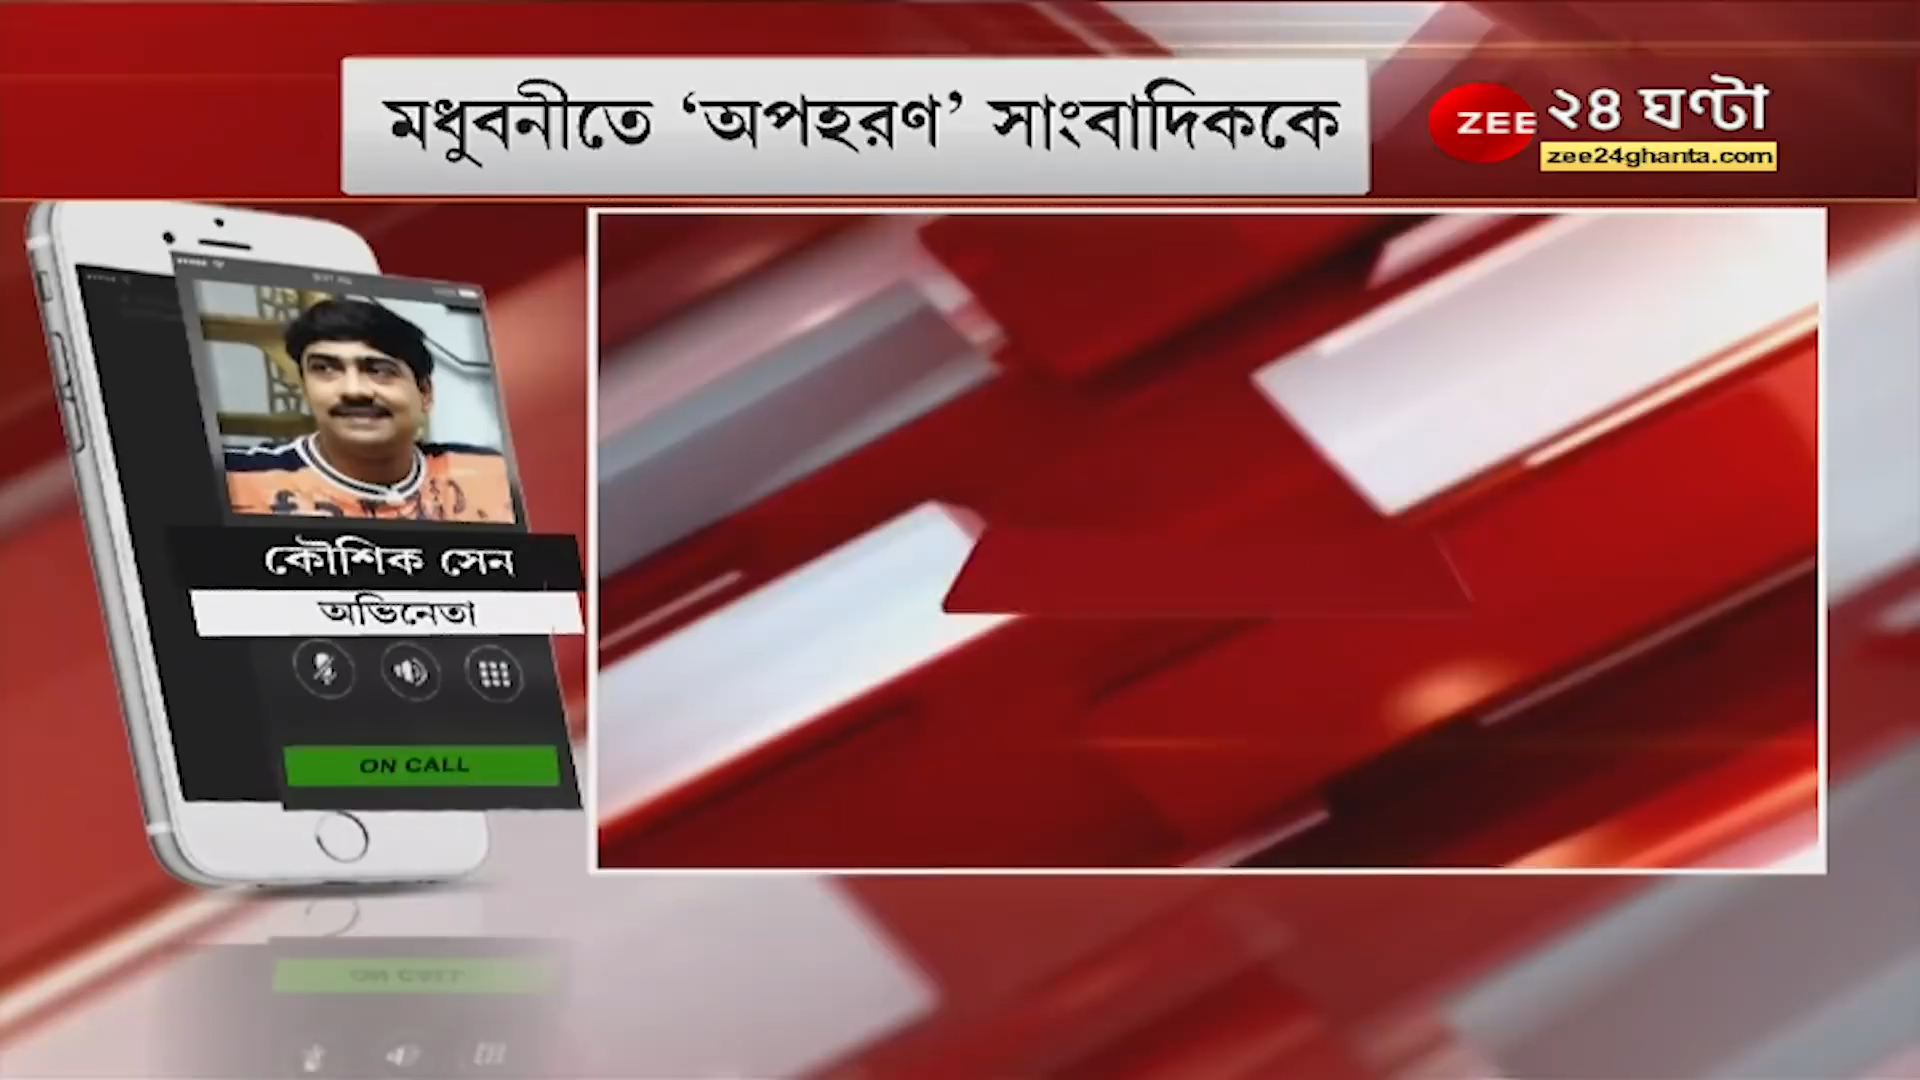 মধুবনীতে ‘অপহরণ’ সাংবাদিককে
ZEE ২৪ ঘণ্টা
zee24ghanta.com
কৌশিক সেন
অভিনেতা
ON CALL